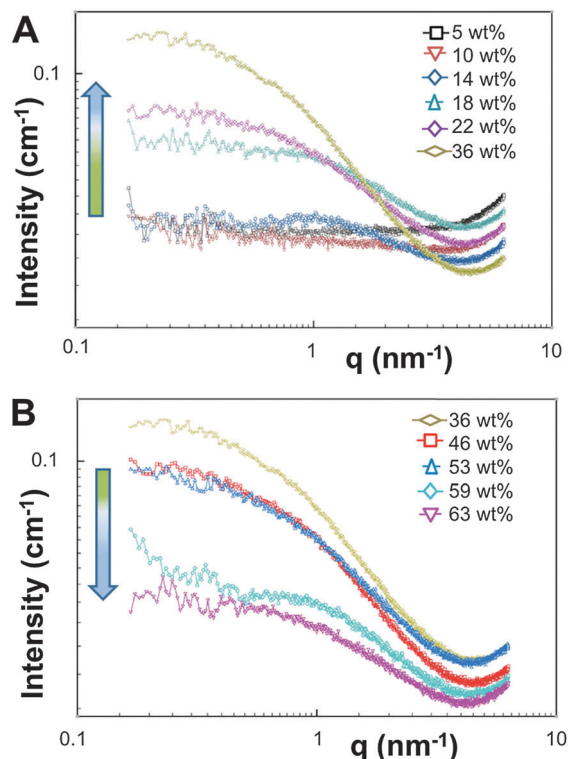 A
Intensity (cm-1)
0.1
5 wt%
10 wt%
14 wt%
18 wt%
22 wt%
36 wt%
0.1
1
10
q (nm-1)
B
Intensity (cm-1)
0.1
36 wt%
46 wt%
53 wt%
59 wt%
63 wt%
0.1
1
10
q (nm-1)